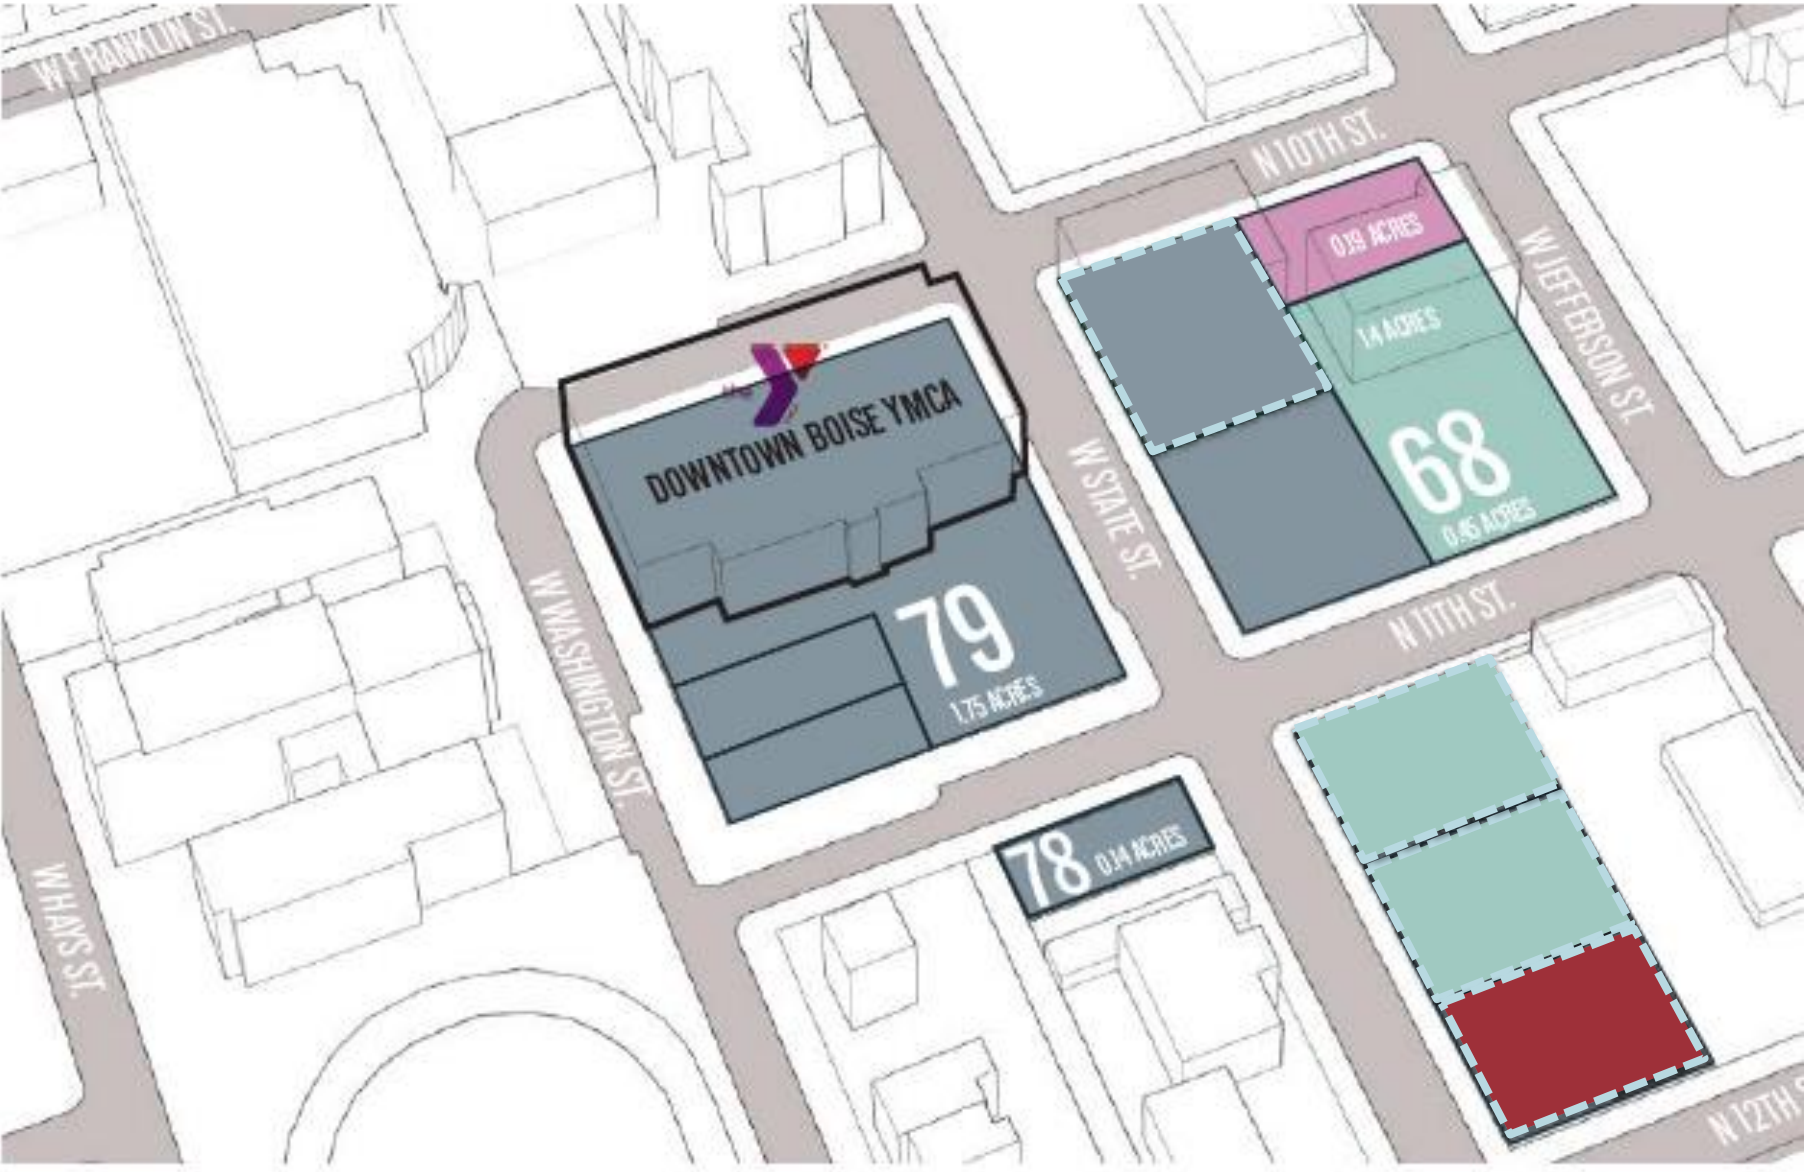 W FRANKLIN ST.
N 10TH ST.
0.19 ACRES
W JEFFERSON ST.
1.4 ACRES
DOWNTOWN BOISE YMCA
68
0.45 ACRES
W STATE ST.
79
1.75 ACRES
N 11TH ST.
W WASHINGTON ST.
78 0.14 ACRES
W HAYS ST.
N 12TH S